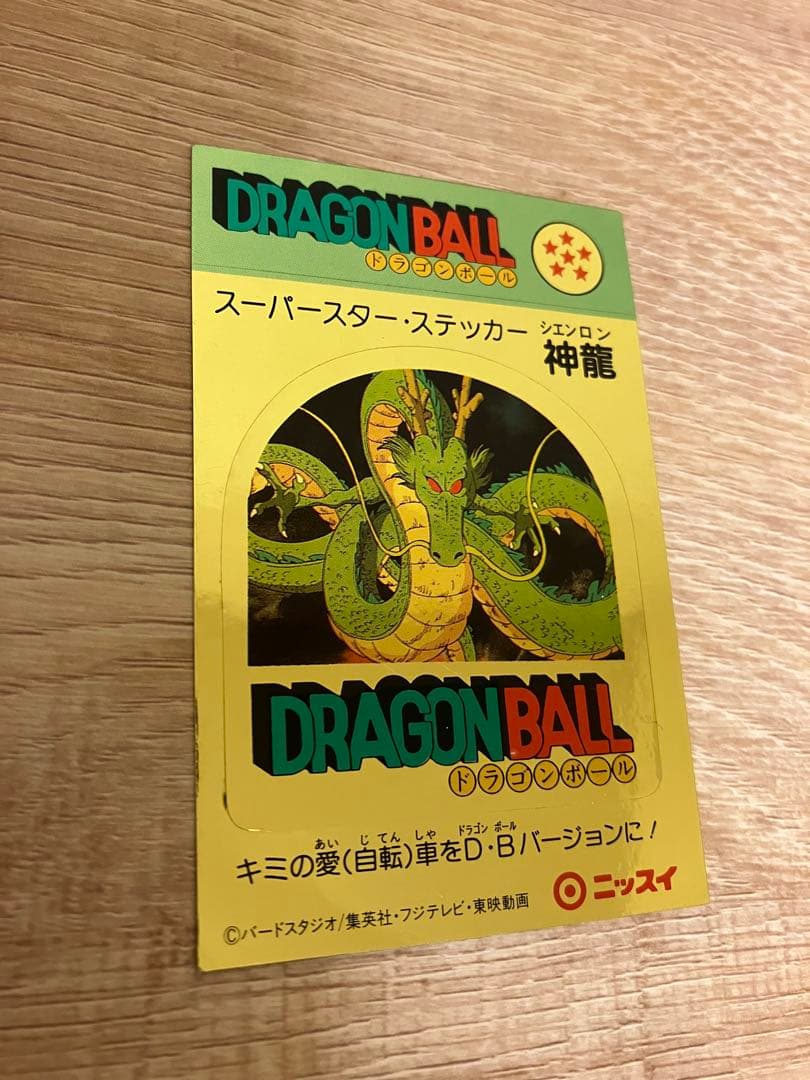 DRAGON BALL
ドラゴンボール
スーパースター・ステッカー
シエンロン
神龍
DRAGON BALL
ドラゴンボール
あい じてん しゃ ドラゴン ボール
キミの愛(自転)車をD・Bバージョンに!
ニッスイ
©バードスタジオ/集英社・フジテレビ・東映動画